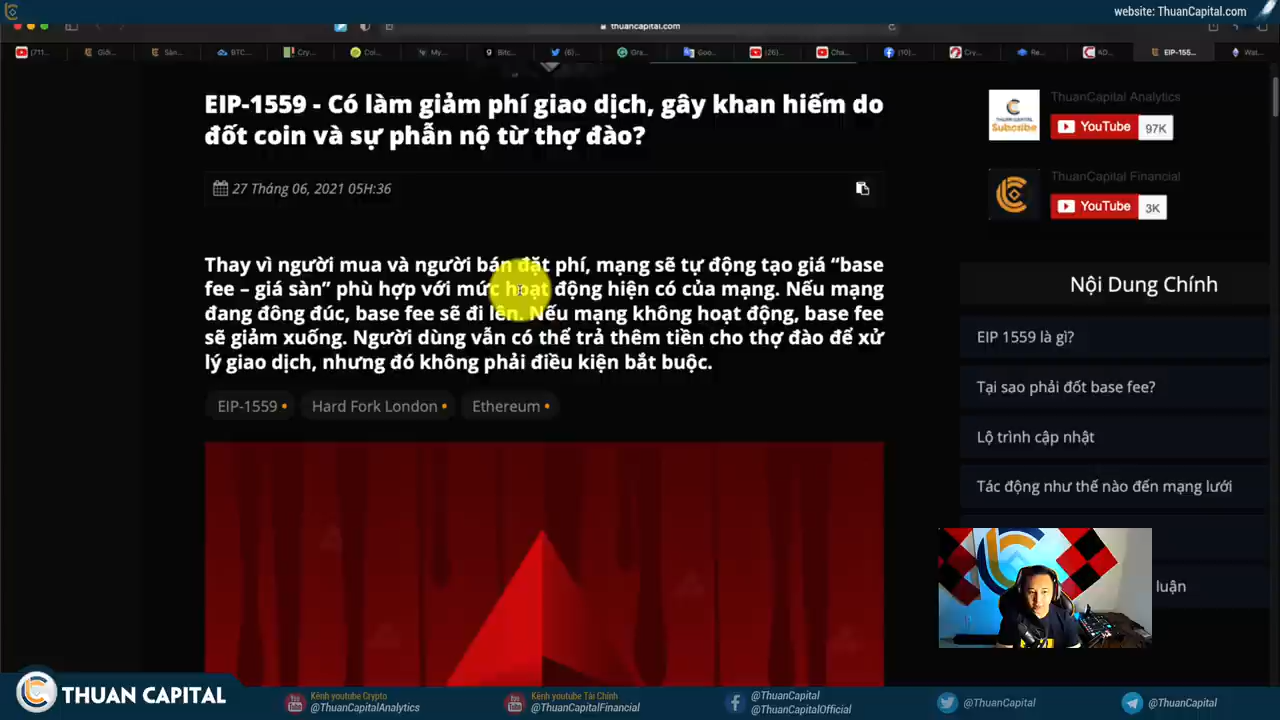 website: ThuanCapital.com
thuancapital.com
EIP-1559 - Có làm giảm phí giao dịch, gây khan hiếm do
đốt coin và sự phẫn nộ từ thợ đào?
27 Tháng 06, 2021 05H:36
Thay vì người mua và người bán đặt phí, mạng sẽ tự động tạo giá “base
fee – giá sàn” phù hợp với mức hoạt động hiện có của mạng. Nếu mạng
đang đông đúc, base fee sẽ đi lên. Nếu mạng không hoạt động, base fee
sẽ giảm xuống. Người dùng vẫn có thể trả thêm tiền cho thợ đào để xử
lý giao dịch, nhưng đó không phải điều kiện bắt buộc.
EIP-1559 • Hard Fork London • Ethereum •
ThuanCapital Analytics
Subscribe
YouTube 97K
ThuanCapital Financial
YouTube 3K
Nội Dung Chính
EIP 1559 là gì?
Tại sao phải đốt base fee?
Lộ trình cập nhật
Tác động như thế nào đến mạng lưới
luận
THUAN CAPITAL
Kênh youtube Crypto
@ThuanCapitalAnalytics
Kênh youtube Tài Chính
@ThuanCapitalFinancial
@ThuanCapital
@ThuanCapitalOfficial
@ThuanCapital
@ThuanCapital